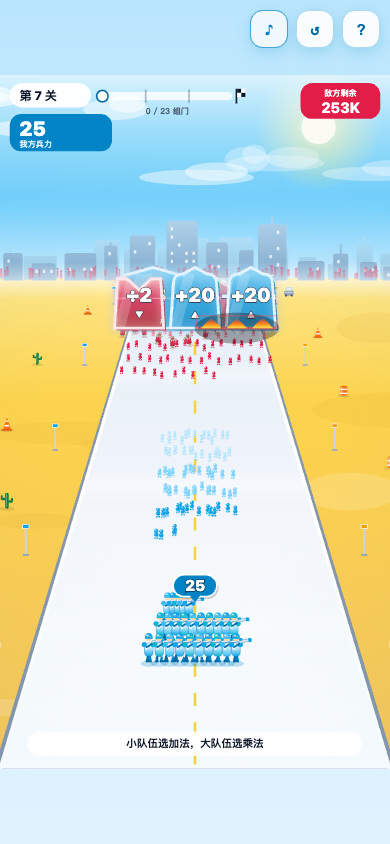 ♪ ↺ ?
第 7 关
0 / 23 组门
敌方剩余
253K
25
我方兵力
÷2 +20 +20
▼ ▲ ▲
25
小队伍选加法，大队伍选乘法